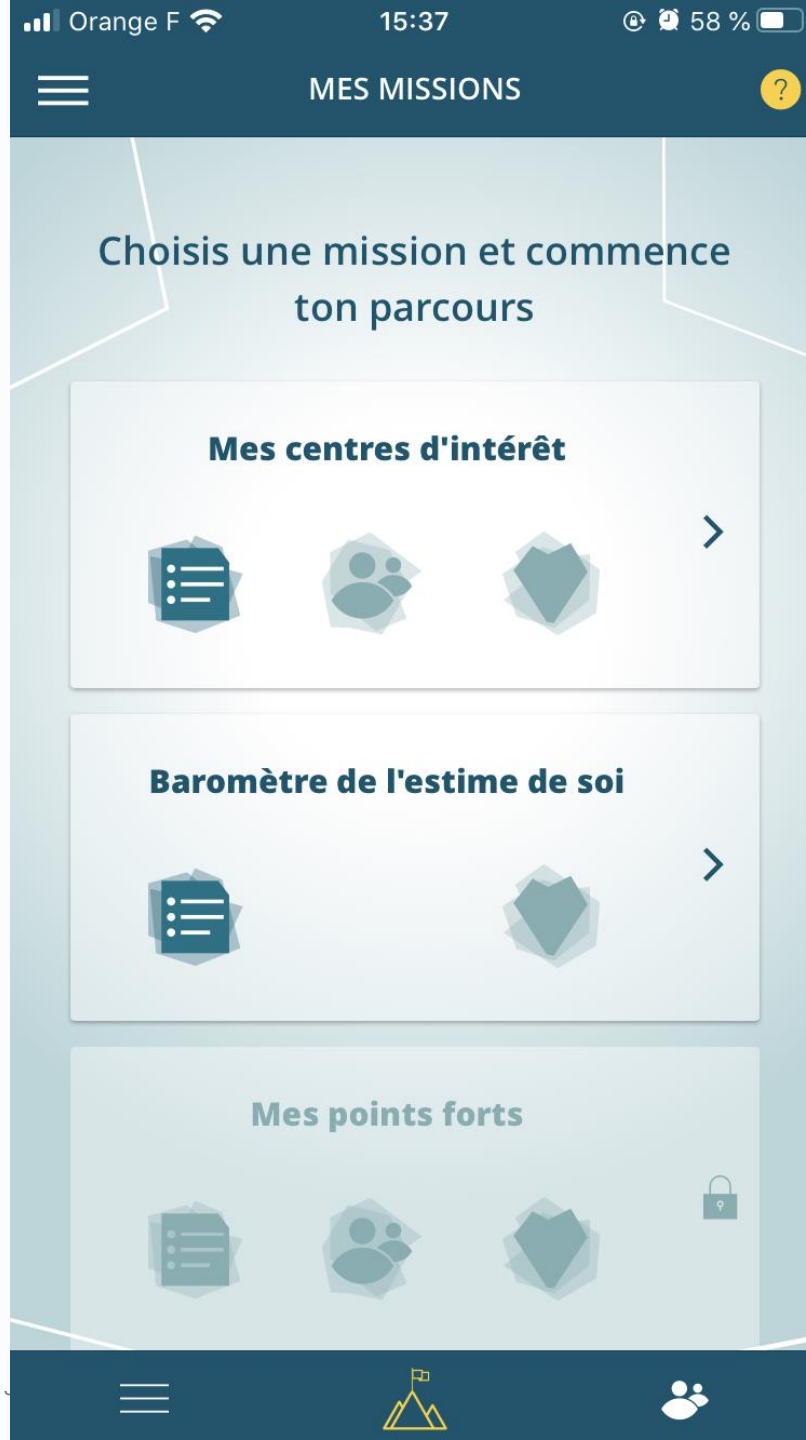 Orange F 15:37 58 %
MES MISSIONS ?
Choisis une mission et commence
ton parcours
Mes centres d'intérêt
Baromètre de l'estime de soi
Mes points forts